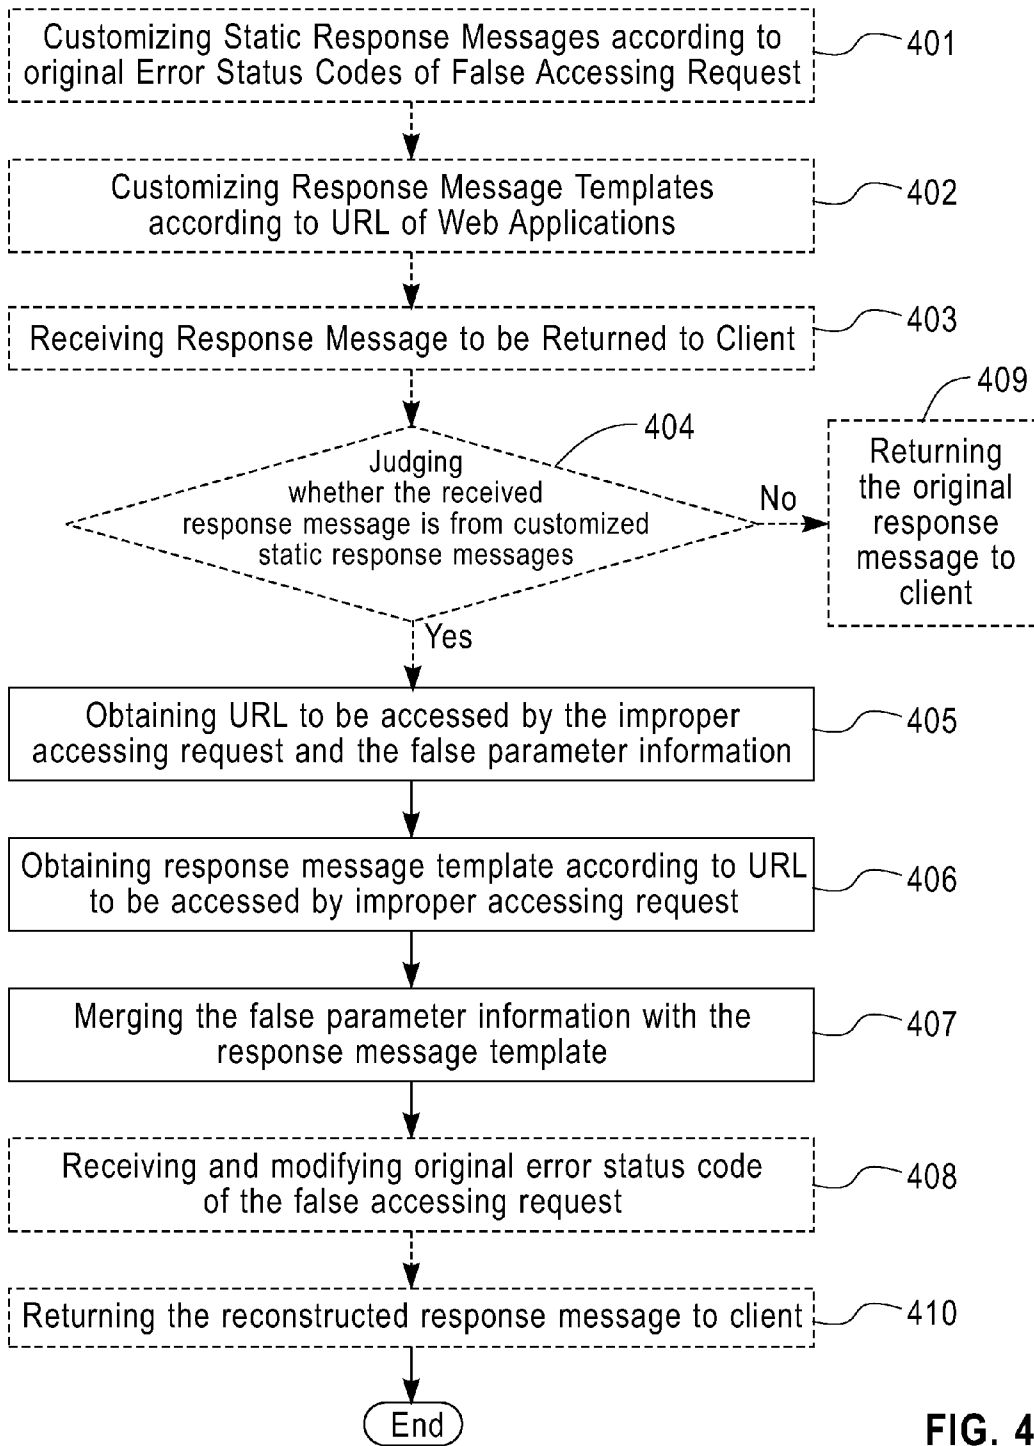 Customizing Static Response Messages according to
original Error Status Codes of False Accessing Request
401
Customizing Response Message Templates
according to URL of Web Applications
402
Receiving Response Message to be Returned to Client
403
Judging
whether the received
response message is from customized
static response messages
404
No
409
Returning
the original
response
message to
client
Yes
Obtaining URL to be accessed by the improper
accessing request and the false parameter information
405
Obtaining response message template according to URL
to be accessed by improper accessing request
406
Merging the false parameter information with the
response message template
407
Receiving and modifying original error status code
of the false accessing request
408
Returning the reconstructed response message to client
410
End
FIG. 4